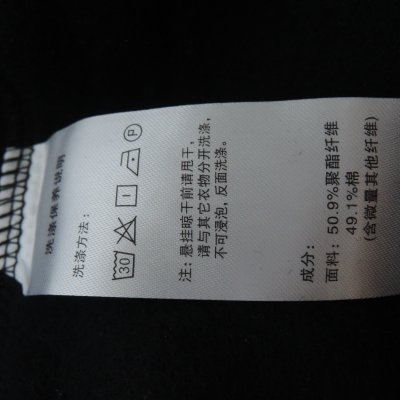 洗涤保养说明
洗涤方法：
30 P
注：悬挂晾干前请甩干，
请与其它衣物分开洗涤，
不可浸泡，反面洗涤。
成分：
面料：50.9%聚酯纤维
49.1%棉
(含微量其他纤维)